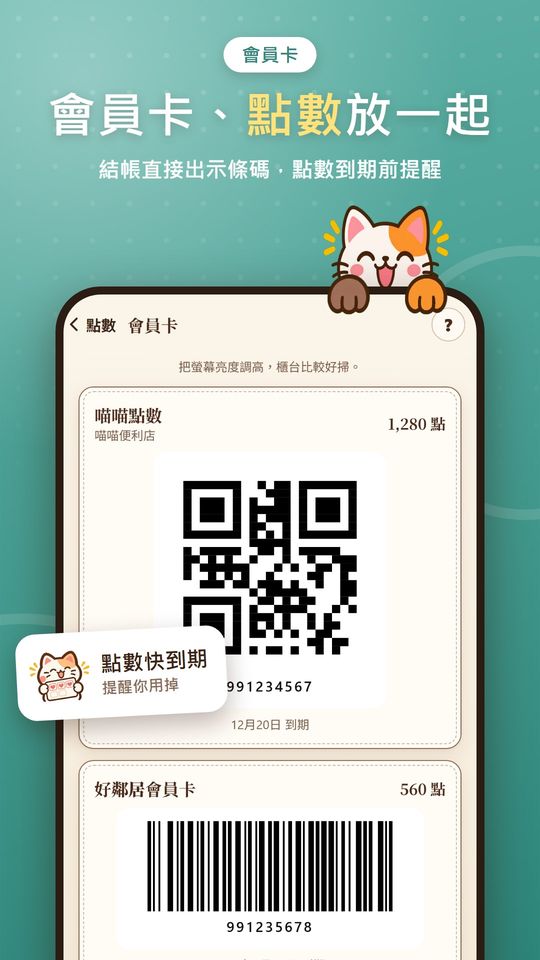 會員卡
會員卡、點數放一起
結帳直接出示條碼．點數到期前提醒
點數 會員卡
?
把螢幕亮度調高，櫃台比較好掃。
喵喵點數
喵喵便利店
1,280 點
點數快到期
提醒你用掉
991234567
12月20日 到期
好鄰居會員卡
560 點
991235678